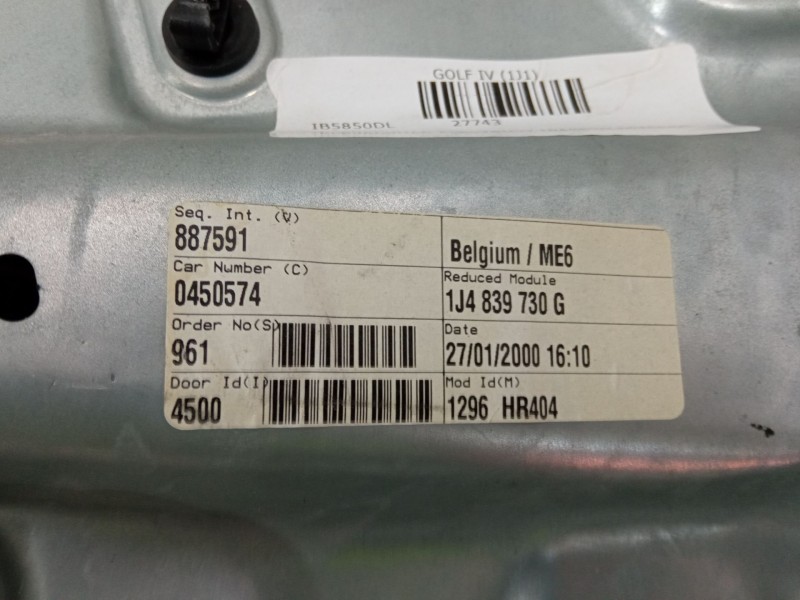 GOLF IV (1J1)
IB5850DL 27743
Seq. Int. (V)
887591
Belgium / ME6
Car Number (C)
0450574
Reduced Module
1J4 839 730 G
Order No(S)
961
Date
27/01/2000 16:10
Door Id(I)
4500
Mod Id(M)
1296 HR404